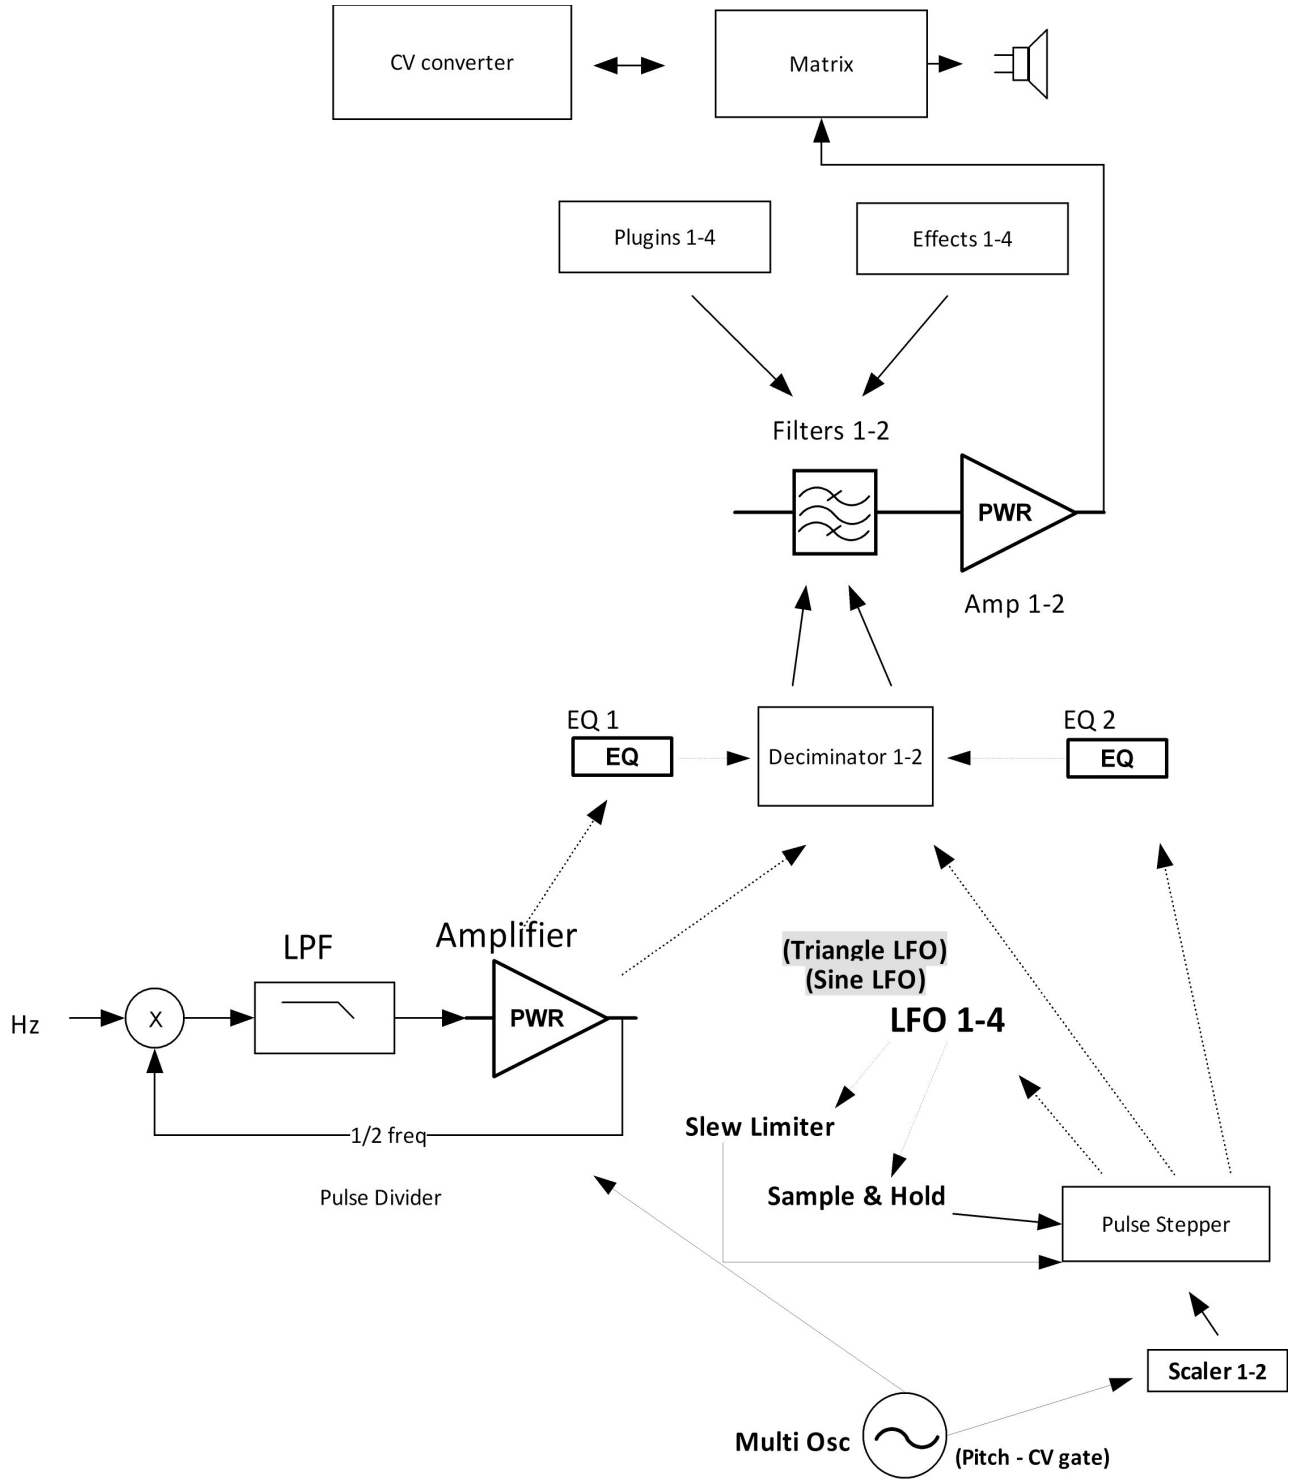 CV converter
Matrix
Plugins 1-4
Effects 1-4
Filters 1-2
PWR
Amp 1-2
EQ 1
EQ
Deciminator 1-2
EQ 2
EQ
Amplifier
LPF
(Triangle LFO)
(Sine LFO)
LFO 1-4
Hz
X
PWR
Slew Limiter
1/2 freq
Pulse Divider
Sample & Hold
Pulse Stepper
Scaler 1-2
Multi Osc
(Pitch - CV gate)